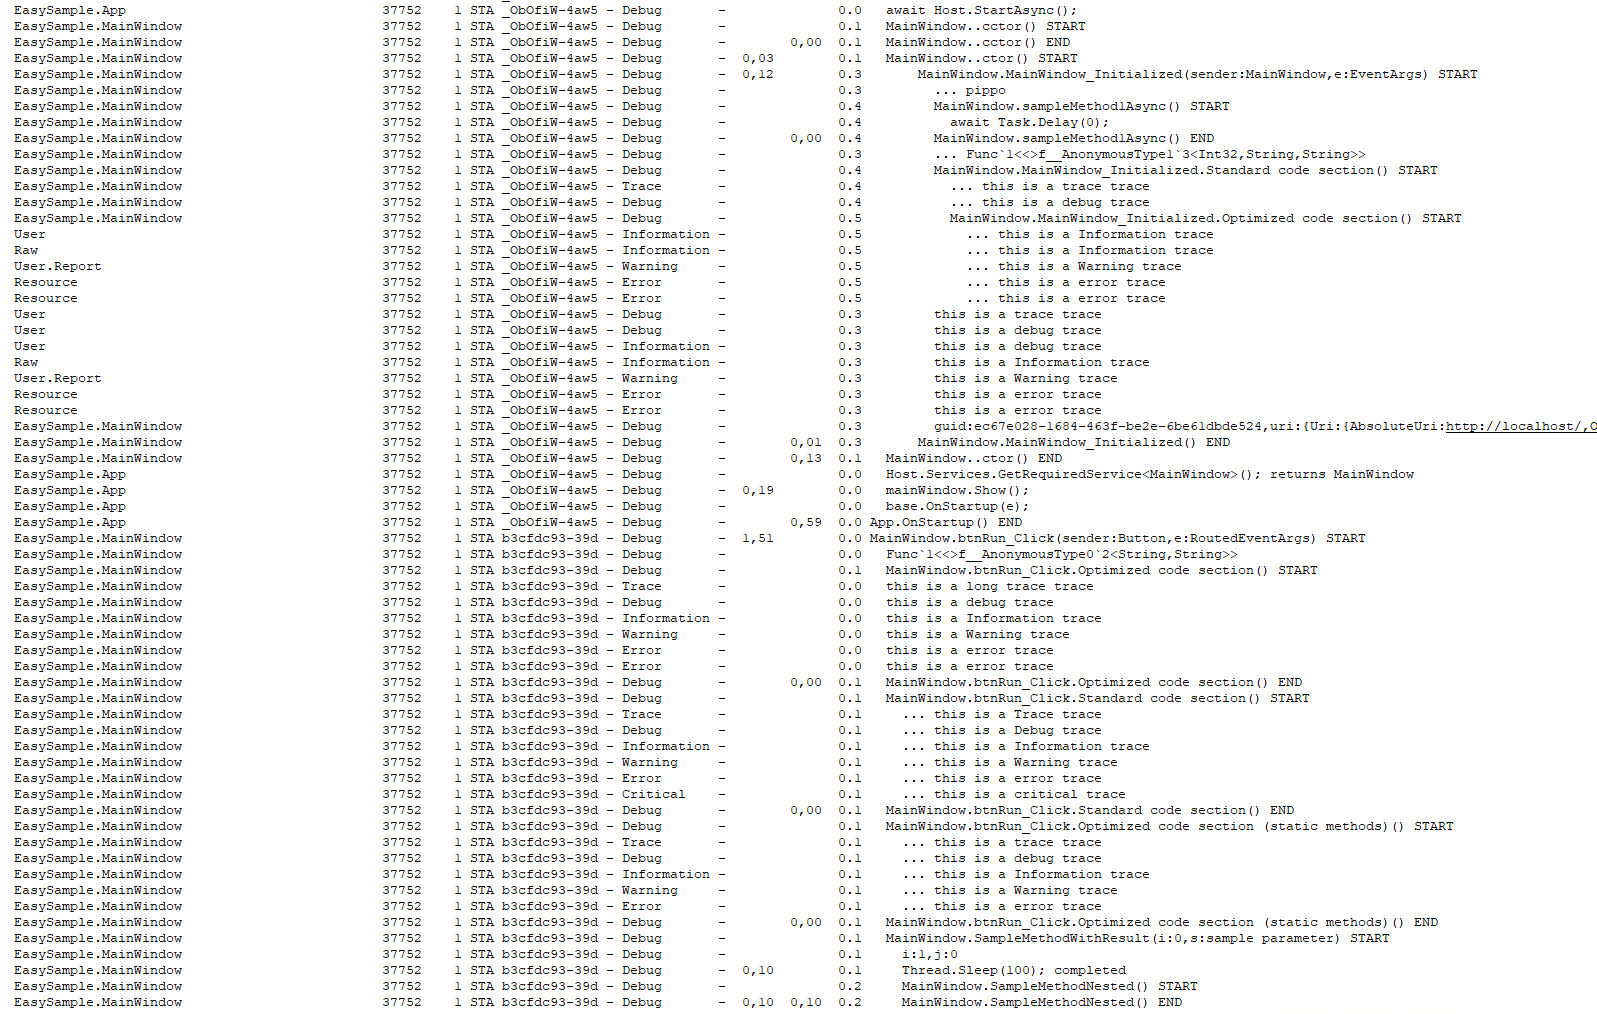 EasySample.App 37752 1 STA _ObOfiW-4aw5 - Debug - 0.0 await Host.StartAsync();
EasySample.MainWindow 37752 1 STA _ObOfiW-4aw5 - Debug - 0.1 MainWindow..cctor() START
EasySample.MainWindow 37752 1 STA _ObOfiW-4aw5 - Debug - 0,00 0.1 MainWindow..cctor() END
EasySample.MainWindow 37752 1 STA _ObOfiW-4aw5 - Debug - 0,03 0.1 MainWindow..ctor() START
EasySample.MainWindow 37752 1 STA _ObOfiW-4aw5 - Debug - 0,12 0.3 MainWindow.MainWindow_Initialized(sender:MainWindow,e:EventArgs) START
EasySample.MainWindow 37752 1 STA _ObOfiW-4aw5 - Debug - 0.3 ... pippo
EasySample.MainWindow 37752 1 STA _ObOfiW-4aw5 - Debug - 0.4 MainWindow.sampleMethod1Async() START
EasySample.MainWindow 37752 1 STA _ObOfiW-4aw5 - Debug - 0.4 await Task.Delay(0);
EasySample.MainWindow 37752 1 STA _ObOfiW-4aw5 - Debug - 0,00 0.4 MainWindow.sampleMethod1Async() END
EasySample.MainWindow 37752 1 STA _ObOfiW-4aw5 - Debug - 0.3 ... Func`1<<>f__AnonymousType1`3<Int32,String,String>>
EasySample.MainWindow 37752 1 STA _ObOfiW-4aw5 - Debug - 0.4 MainWindow.MainWindow_Initialized.Standard code section() START
EasySample.MainWindow 37752 1 STA _ObOfiW-4aw5 - Trace - 0.4 ... this is a trace trace
EasySample.MainWindow 37752 1 STA _ObOfiW-4aw5 - Debug - 0.4 ... this is a debug trace
EasySample.MainWindow 37752 1 STA _ObOfiW-4aw5 - Debug - 0.5 MainWindow.MainWindow_Initialized.Optimized code section() START
User 37752 1 STA _ObOfiW-4aw5 - Information - 0.5 ... this is a Information trace
Raw 37752 1 STA _ObOfiW-4aw5 - Information - 0.5 ... this is a Information trace
User.Report 37752 1 STA _ObOfiW-4aw5 - Warning - 0.5 ... this is a Warning trace
Resource 37752 1 STA _ObOfiW-4aw5 - Error - 0.5 ... this is a error trace
Resource 37752 1 STA _ObOfiW-4aw5 - Error - 0.5 ... this is a error trace
User 37752 1 STA _ObOfiW-4aw5 - Debug - 0.3 this is a trace trace
User 37752 1 STA _ObOfiW-4aw5 - Debug - 0.3 this is a debug trace
User 37752 1 STA _ObOfiW-4aw5 - Information - 0.3 this is a debug trace
Raw 37752 1 STA _ObOfiW-4aw5 - Information - 0.3 this is a Information trace
User.Report 37752 1 STA _ObOfiW-4aw5 - Warning - 0.3 this is a Warning trace
Resource 37752 1 STA _ObOfiW-4aw5 - Error - 0.3 this is a error trace
Resource 37752 1 STA _ObOfiW-4aw5 - Error - 0.3 this is a error trace
EasySample.MainWindow 37752 1 STA _ObOfiW-4aw5 - Debug - 0.3 guid:ec67e028-1684-463f-be2e-6be61dbde524,uri:{Uri:{AbsoluteUri:http://localhost/,O
EasySample.MainWindow 37752 1 STA _ObOfiW-4aw5 - Debug - 0,01 0.3 MainWindow.MainWindow_Initialized() END
EasySample.MainWindow 37752 1 STA _ObOfiW-4aw5 - Debug - 0,13 0.1 MainWindow..ctor() END
EasySample.App 37752 1 STA _ObOfiW-4aw5 - Debug - 0.0 Host.Services.GetRequiredService<MainWindow>(); returns MainWindow
EasySample.App 37752 1 STA _ObOfiW-4aw5 - Debug - 0,19 0.0 mainWindow.Show();
EasySample.App 37752 1 STA _ObOfiW-4aw5 - Debug - 0.0 base.OnStartup(e);
EasySample.App 37752 1 STA _ObOfiW-4aw5 - Debug - 0,59 0.0 App.OnStartup() END
EasySample.MainWindow 37752 1 STA b3cfdc93-39d - Debug - 1,51 0.0 MainWindow.btnRun_Click(sender:Button,e:RoutedEventArgs) START
EasySample.MainWindow 37752 1 STA b3cfdc93-39d - Debug - 0.0 Func`1<<>f__AnonymousType0`2<String,String>>
EasySample.MainWindow 37752 1 STA b3cfdc93-39d - Debug - 0.1 MainWindow.btnRun_Click.Optimized code section() START
EasySample.MainWindow 37752 1 STA b3cfdc93-39d - Trace - 0.0 this is a long trace trace
EasySample.MainWindow 37752 1 STA b3cfdc93-39d - Debug - 0.0 this is a debug trace
EasySample.MainWindow 37752 1 STA b3cfdc93-39d - Information - 0.0 this is a Information trace
EasySample.MainWindow 37752 1 STA b3cfdc93-39d - Warning - 0.0 this is a Warning trace
EasySample.MainWindow 37752 1 STA b3cfdc93-39d - Error - 0.0 this is a error trace
EasySample.MainWindow 37752 1 STA b3cfdc93-39d - Error - 0.0 this is a error trace
EasySample.MainWindow 37752 1 STA b3cfdc93-39d - Debug - 0,00 0.1 MainWindow.btnRun_Click.Optimized code section() END
EasySample.MainWindow 37752 1 STA b3cfdc93-39d - Debug - 0.1 MainWindow.btnRun_Click.Standard code section() START
EasySample.MainWindow 37752 1 STA b3cfdc93-39d - Trace - 0.1 ... this is a Trace trace
EasySample.MainWindow 37752 1 STA b3cfdc93-39d - Debug - 0.1 ... this is a Debug trace
EasySample.MainWindow 37752 1 STA b3cfdc93-39d - Information - 0.1 ... this is a Information trace
EasySample.MainWindow 37752 1 STA b3cfdc93-39d - Warning - 0.1 ... this is a Warning trace
EasySample.MainWindow 37752 1 STA b3cfdc93-39d - Error - 0.1 ... this is a error trace
EasySample.MainWindow 37752 1 STA b3cfdc93-39d - Critical - 0.1 ... this is a critical trace
EasySample.MainWindow 37752 1 STA b3cfdc93-39d - Debug - 0,00 0.1 MainWindow.btnRun_Click.Standard code section() END
EasySample.MainWindow 37752 1 STA b3cfdc93-39d - Debug - 0.1 MainWindow.btnRun_Click.Optimized code section (static methods)() START
EasySample.MainWindow 37752 1 STA b3cfdc93-39d - Trace - 0.1 ... this is a trace trace
EasySample.MainWindow 37752 1 STA b3cfdc93-39d - Debug - 0.1 ... this is a debug trace
EasySample.MainWindow 37752 1 STA b3cfdc93-39d - Information - 0.1 ... this is a Information trace
EasySample.MainWindow 37752 1 STA b3cfdc93-39d - Warning - 0.1 ... this is a Warning trace
EasySample.MainWindow 37752 1 STA b3cfdc93-39d - Error - 0.1 ... this is a error trace
EasySample.MainWindow 37752 1 STA b3cfdc93-39d - Debug - 0,00 0.1 MainWindow.btnRun_Click.Optimized code section (static methods)() END
EasySample.MainWindow 37752 1 STA b3cfdc93-39d - Debug - 0.1 MainWindow.SampleMethodWithResult(i:0,s:sample parameter) START
EasySample.MainWindow 37752 1 STA b3cfdc93-39d - Debug - 0.1 i:1,j:0
EasySample.MainWindow 37752 1 STA b3cfdc93-39d - Debug - 0,10 0.1 Thread.Sleep(100); completed
EasySample.MainWindow 37752 1 STA b3cfdc93-39d - Debug - 0.2 MainWindow.SampleMethodNested() START
EasySample.MainWindow 37752 1 STA b3cfdc93-39d - Debug - 0,10 0,10 0.2 MainWindow.SampleMethodNested() END